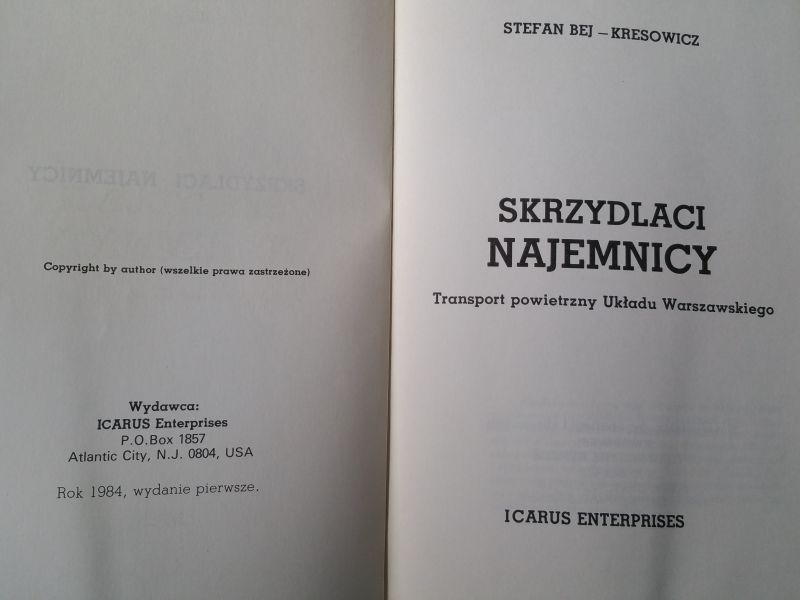 Copyright by author (wszelkie prawa zastrzeżone)
Wydawca:
ICARUS Enterprises
P.O.Box 1857
Atlantic City, N.J. 0804, USA
Rok 1984, wydanie pierwsze.
STEFAN BEJ – KRESOWICZ
SKRZYDLACI
NAJEMNICY
Transport powietrzny Układu Warszawskiego
ICARUS ENTERPRISES